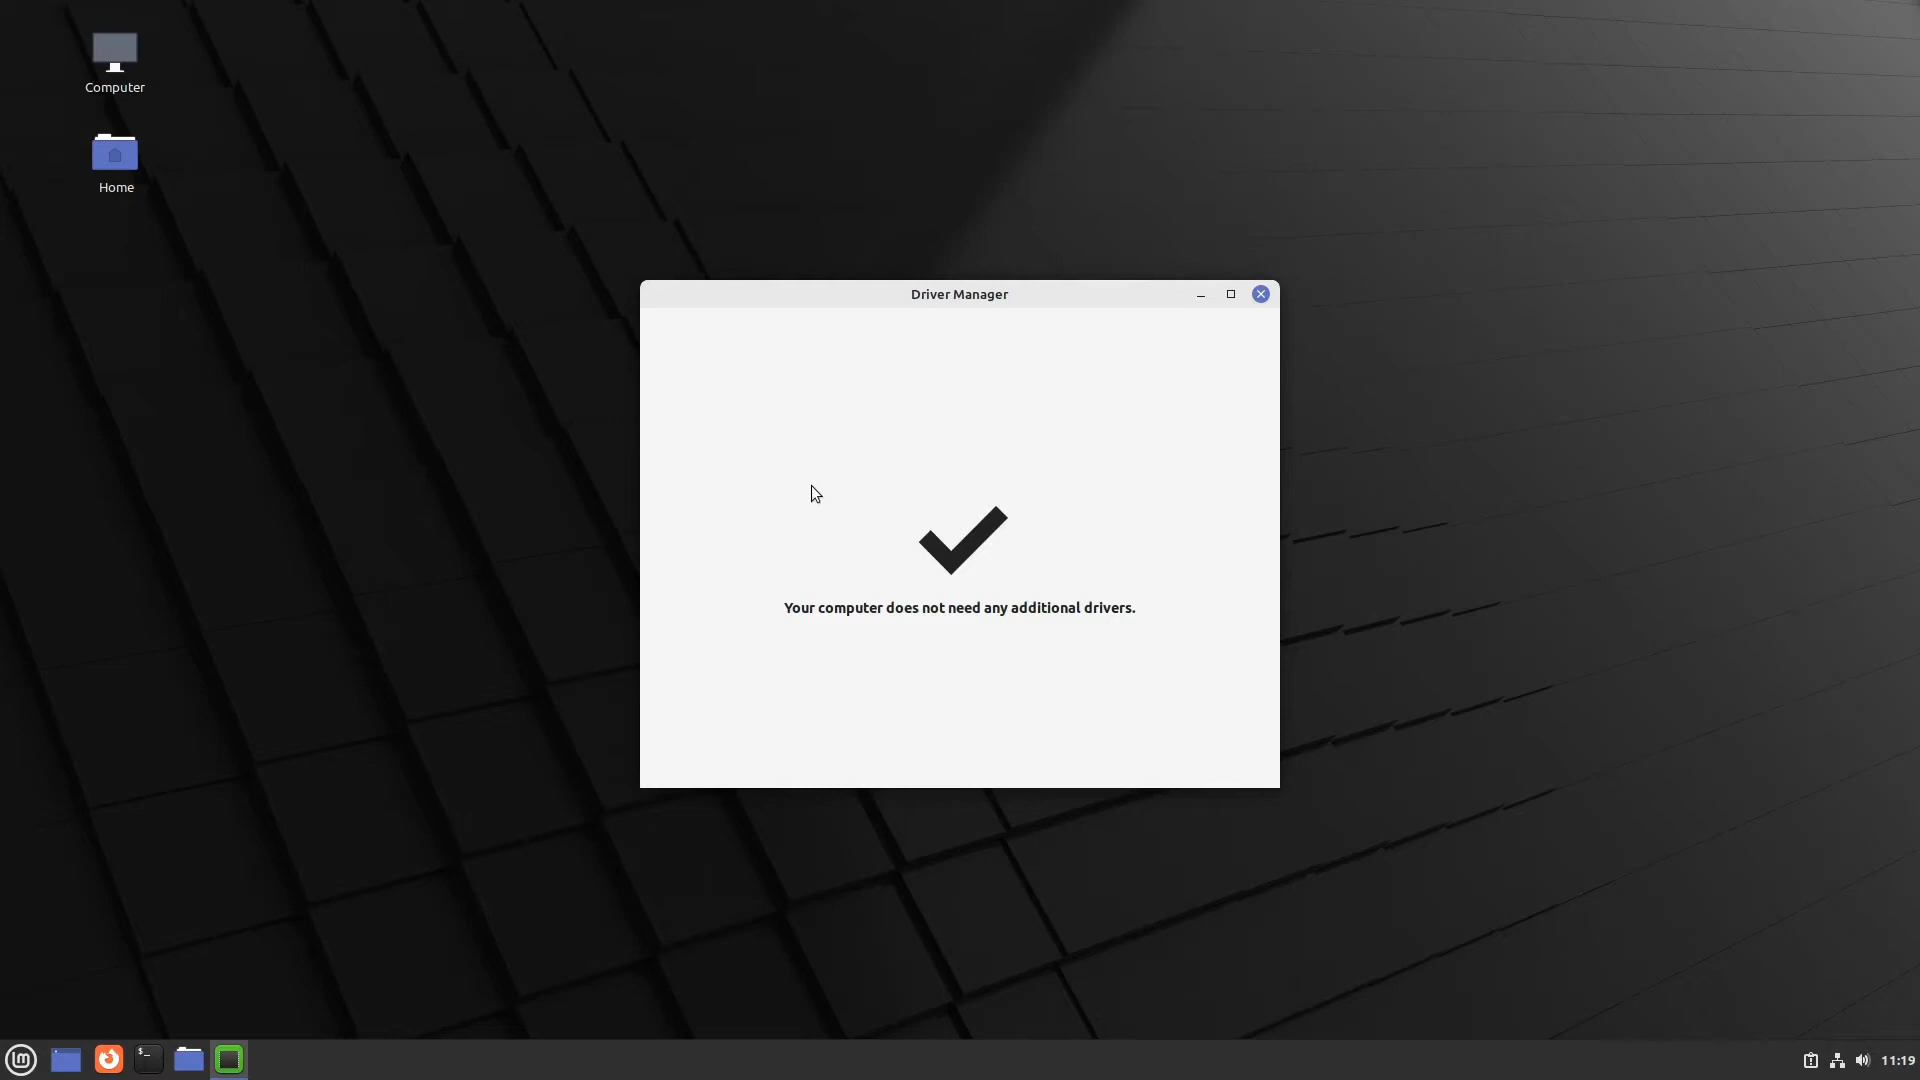 Computer
Home
Driver Manager
Your computer does not need any additional drivers.
$_
11:19